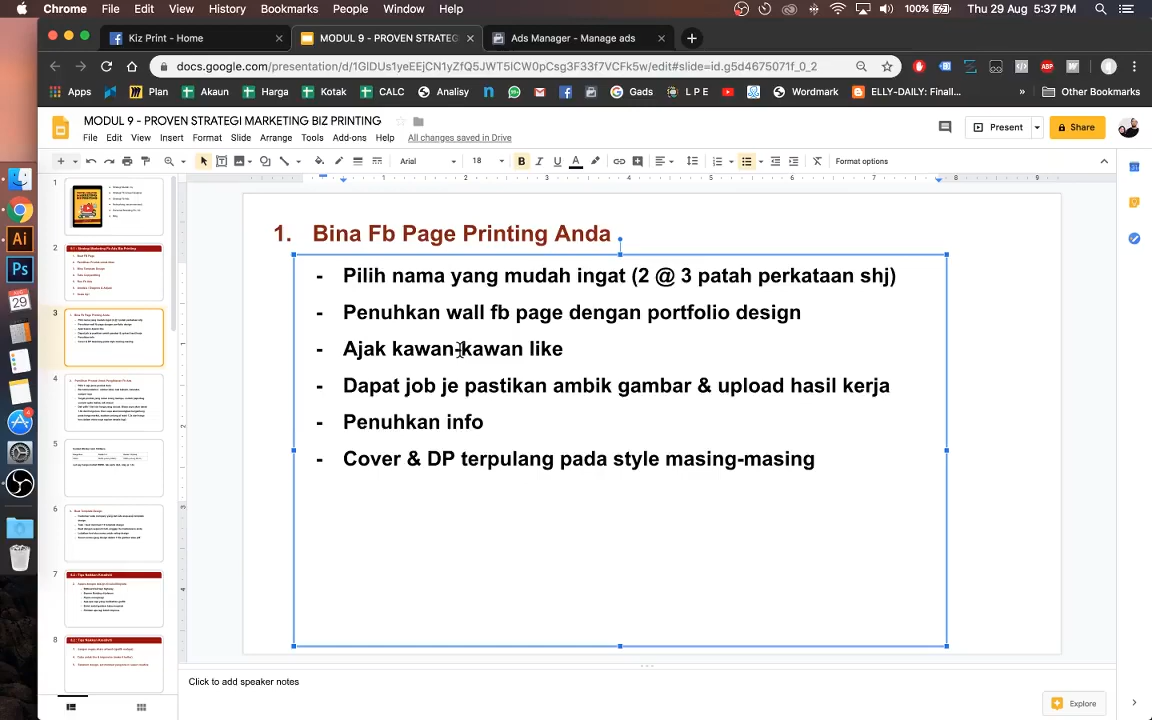 Chrome File Edit View History Bookmarks People Window Help 100% Thu 29 Aug 5:37 PM
Kiz Print - Home MODUL 9 - PROVEN STRATEG Ads Manager - Manage ads
docs.google.com/presentation/d/1GlDUs1yeEEjCN1yZfQ5JWT5ICW0pCsg3F33f7VCFk5w/edit#slide=id.g5d4675071f_0_2
Apps Plan Akaun Harga Kotak CALC Analisy Gads L P E Wordmark ELLY-DAILY: Finall... Other Bookmarks
MODUL 9 - PROVEN STRATEGI MARKETING BIZ PRINTING
File Edit View Insert Format Slide Arrange Tools Add-ons Help All changes saved in Drive
Present Share
Arial 18 B I U A Format options
1. Bina Fb Page Printing Anda
- Pilih nama yang mudah ingat (2 @ 3 patah perkataan shj)
- Penuhkan wall fb page dengan portfolio design
- Ajak kawan-kawan like
- Dapat job je pastikan ambik gambar & upload hasil kerja
- Penuhkan info
- Cover & DP terpulang pada style masing-masing
Click to add speaker notes
Explore